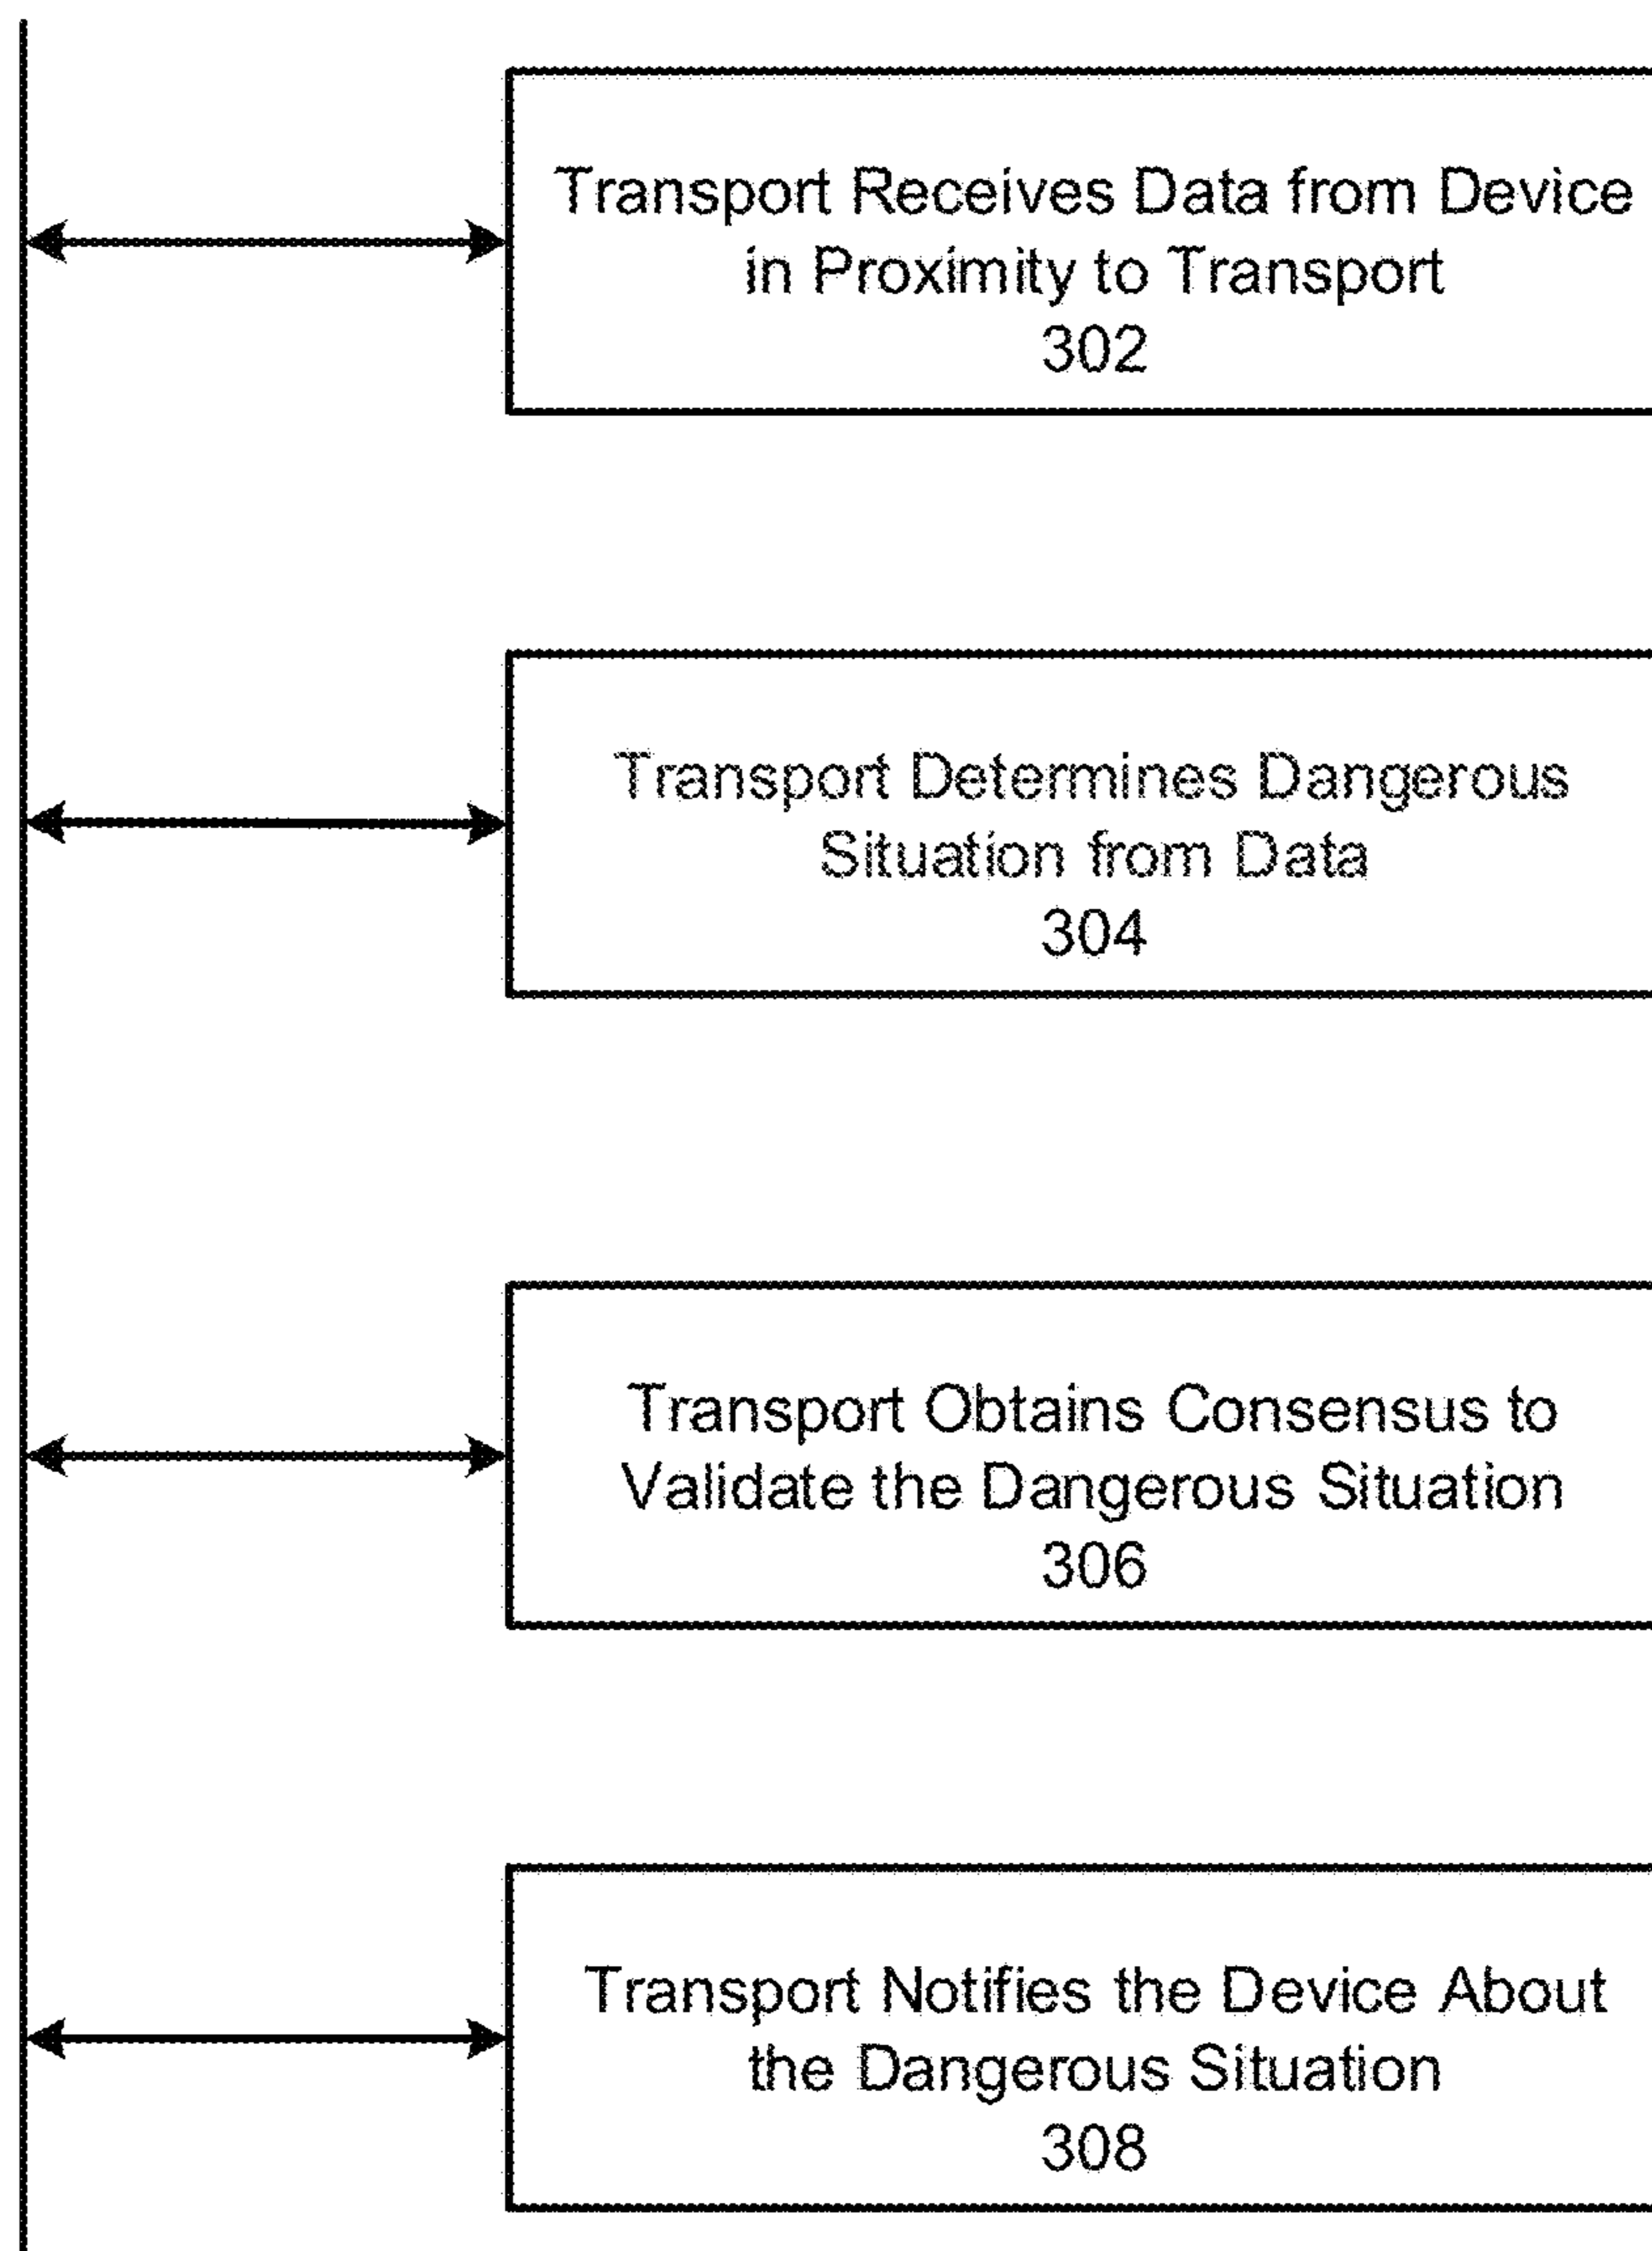 Transport Receives Data from Device
in Proximity to Transport
302
Transport Determines Dangerous
Situation from Data
304
Transport Obtains Consensus to
Validate the Dangerous Situation
306
Transport Notifies the Device About
the Dangerous Situation
308